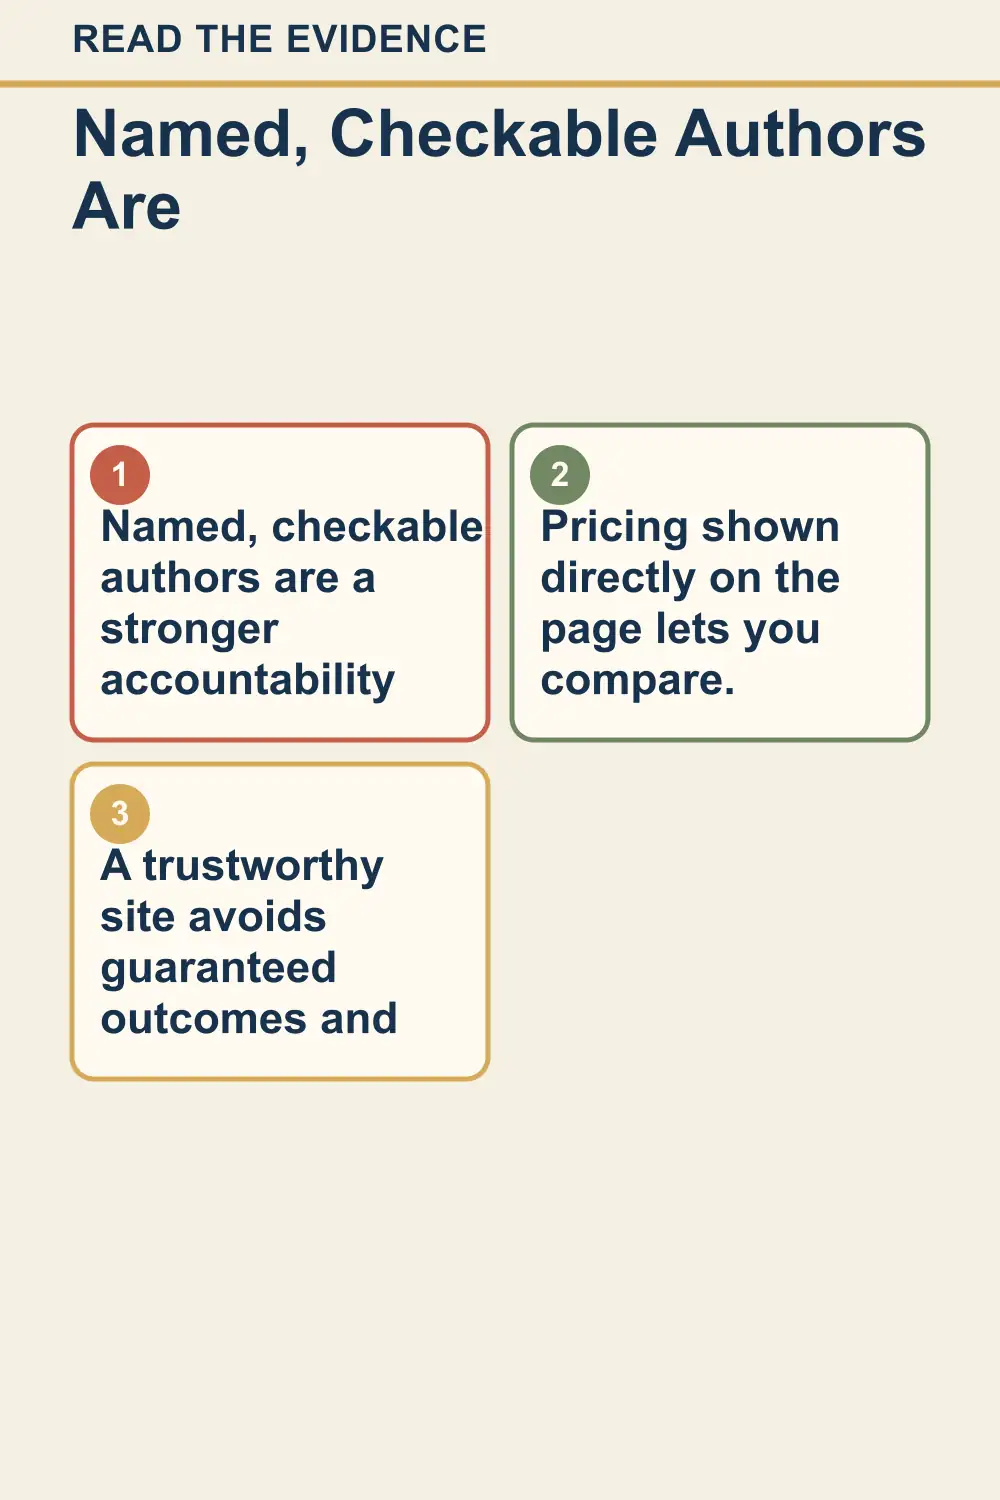 READ THE EVIDENCE
Named, Checkable Authors
Are
1
Named, checkable
authors are a
stronger
accountability
2
Pricing shown
directly on the
page lets you
compare.
3
A trustworthy
site avoids
guaranteed
outcomes and